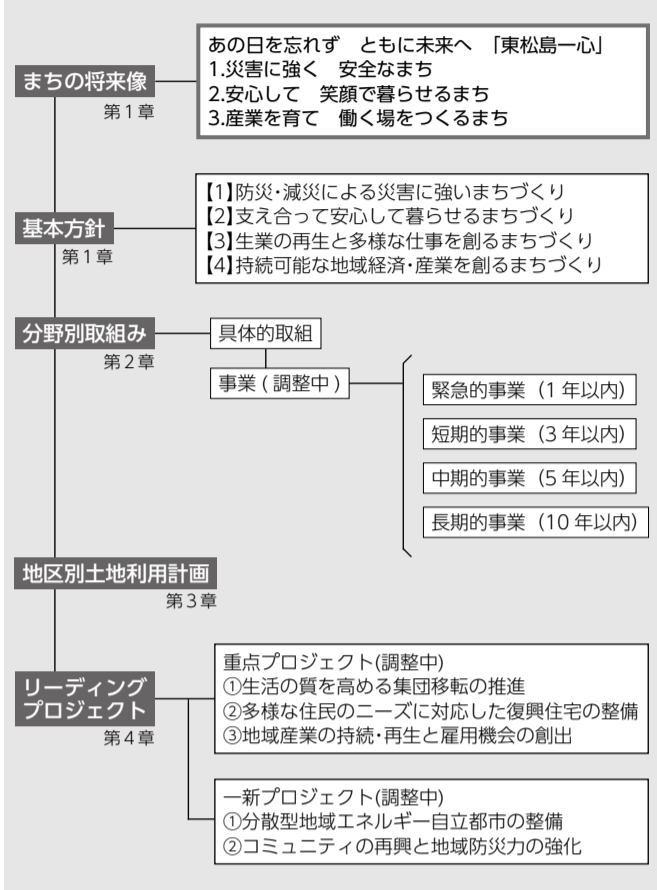 まちの将来像
第1章
あの日を忘れず　ともに未来へ　「東松島一心」
1.災害に強く　安全なまち
2.安心して　笑顔で暮らせるまち
3.産業を育て　働く場をつくるまち
基本方針
第1章
【1】防災・減災による災害に強いまちづくり
【2】支え合って安心して暮らせるまちづくり
【3】生業の再生と多様な仕事を創るまちづくり
【4】持続可能な地域経済・産業を創るまちづくり
分野別取組み
第2章
具体的取組
事業(調整中)
緊急的事業（1年以内）
短期的事業（3年以内）
中期的事業（5年以内）
長期的事業（10年以内）
地区別土地利用計画
第3章
リーディング
プロジェクト
第4章
重点プロジェクト(調整中)
①生活の質を高める集団移転の推進
②多様な住民のニーズに対応した復興住宅の整備
③地域産業の持続・再生と雇用機会の創出
一新プロジェクト(調整中)
①分散型地域エネルギー自立都市の整備
②コミュニティの再興と地域防災力の強化